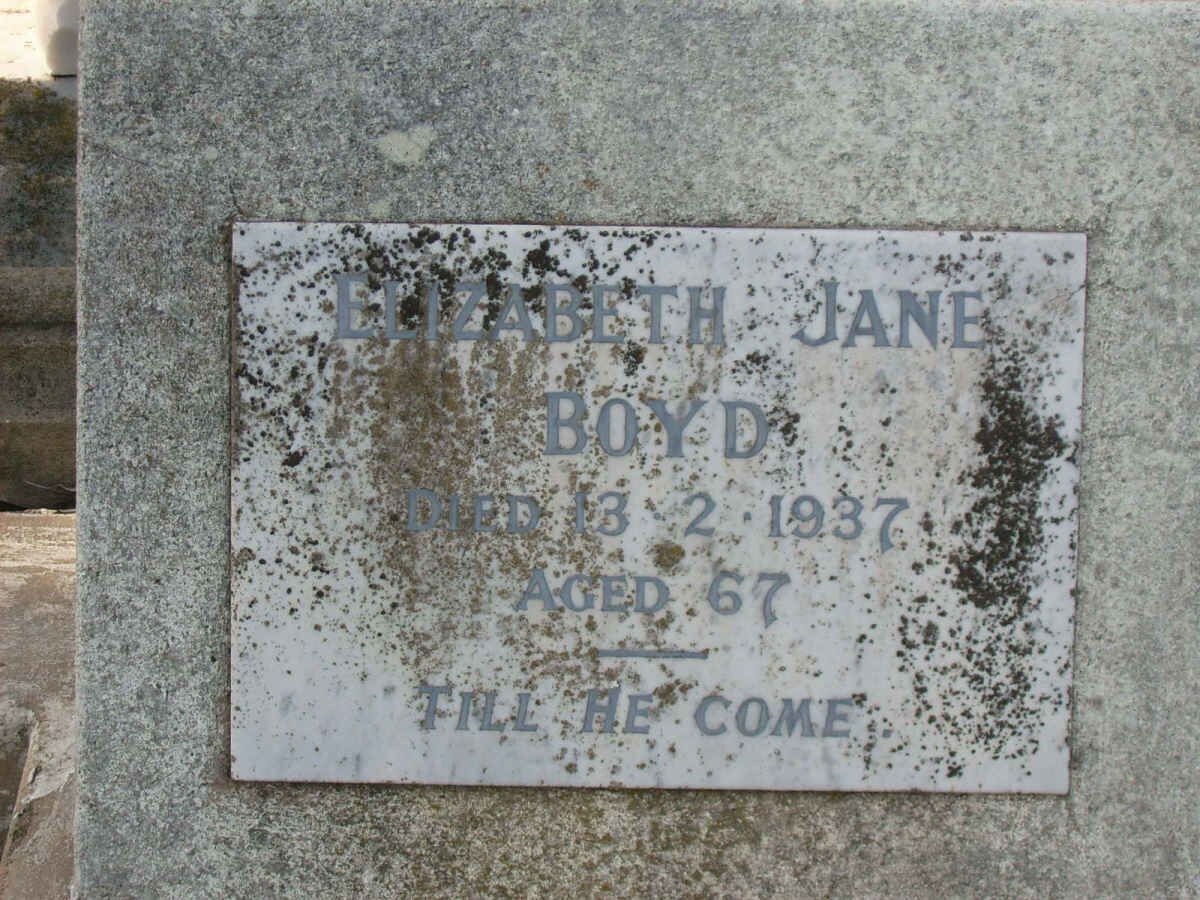 ELIZABETH JANE
BOYD
DIED 13·2·1937
AGED 67
TILL HE COME.